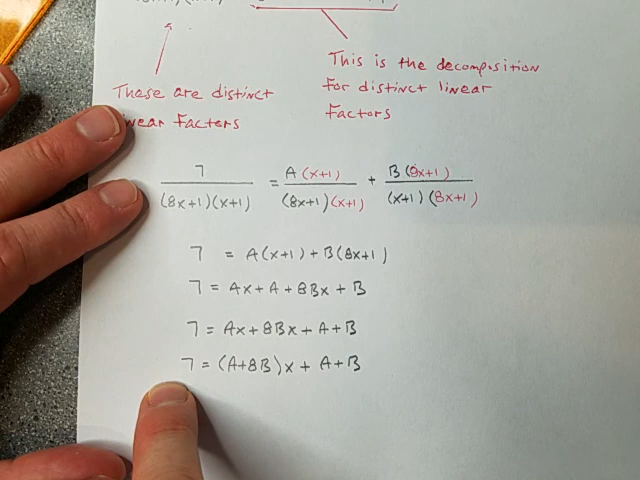 This is the decomposition
for distinct linear
factors
These are distinct
near factors
7/((8x+1)(x+1)) = A(x+1)/((8x+1)(x+1)) + B(8x+1)/((x+1)(8x+1))
7 = A(x+1)+B(8x+1)
7 = Ax+A+8Bx+B
7 = Ax+8Bx+A+B
7 = (A+8B)x+A+B